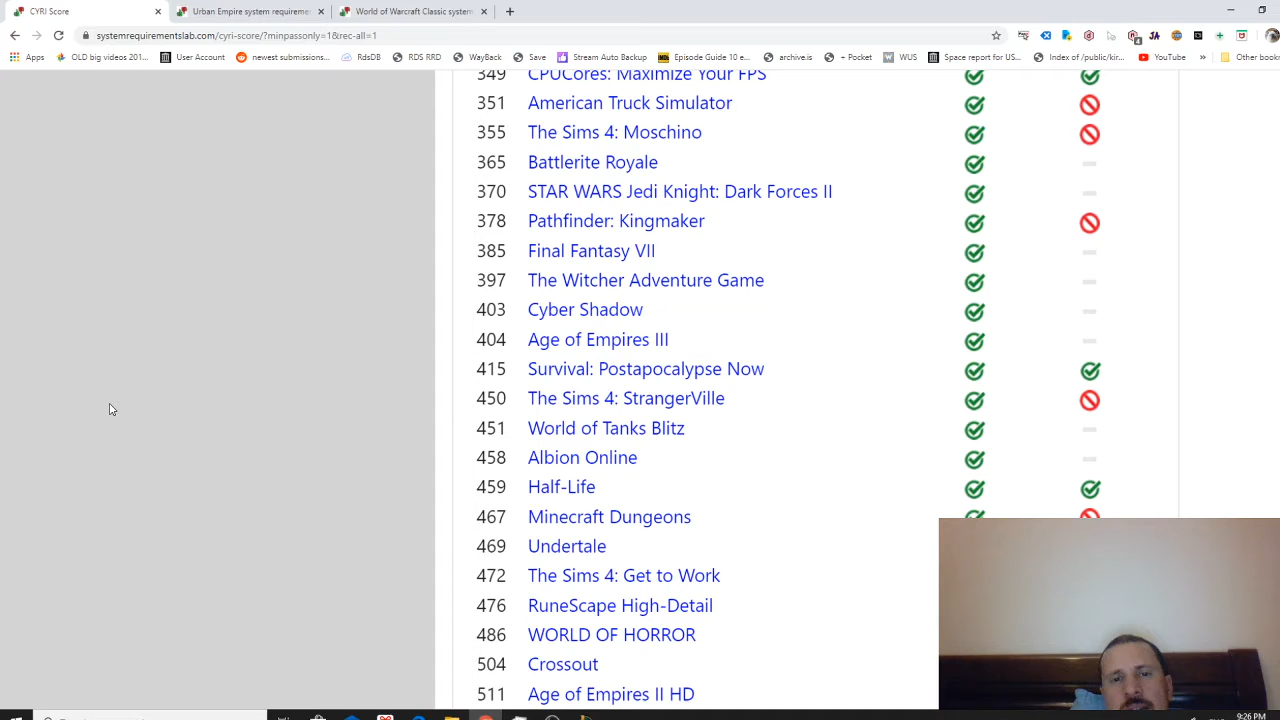 CYRI Score
Urban Empire system requireme
World of Warcraft Classic system
systemrequirementslab.com/cyri-score/?minpassonly=1&rec-all=1
Apps
OLD big videos 201...
User Account
newest submissions...
RdsDB
RDS RRD
WayBack
Save
Stream Auto Backup
Episode Guide 10 e...
archive.is
+ Pocket
WUS
Space report for US...
Index of /public/kir...
YouTube
»
Other book
349 CPUCores: Maximize Your FPS
351 American Truck Simulator
355 The Sims 4: Moschino
365 Battlerite Royale
370 STAR WARS Jedi Knight: Dark Forces II
378 Pathfinder: Kingmaker
385 Final Fantasy VII
397 The Witcher Adventure Game
403 Cyber Shadow
404 Age of Empires III
415 Survival: Postapocalypse Now
450 The Sims 4: StrangerVille
451 World of Tanks Blitz
458 Albion Online
459 Half-Life
467 Minecraft Dungeons
469 Undertale
472 The Sims 4: Get to Work
476 RuneScape High-Detail
486 WORLD OF HORROR
504 Crossout
511 Age of Empires II HD
9:26 PM